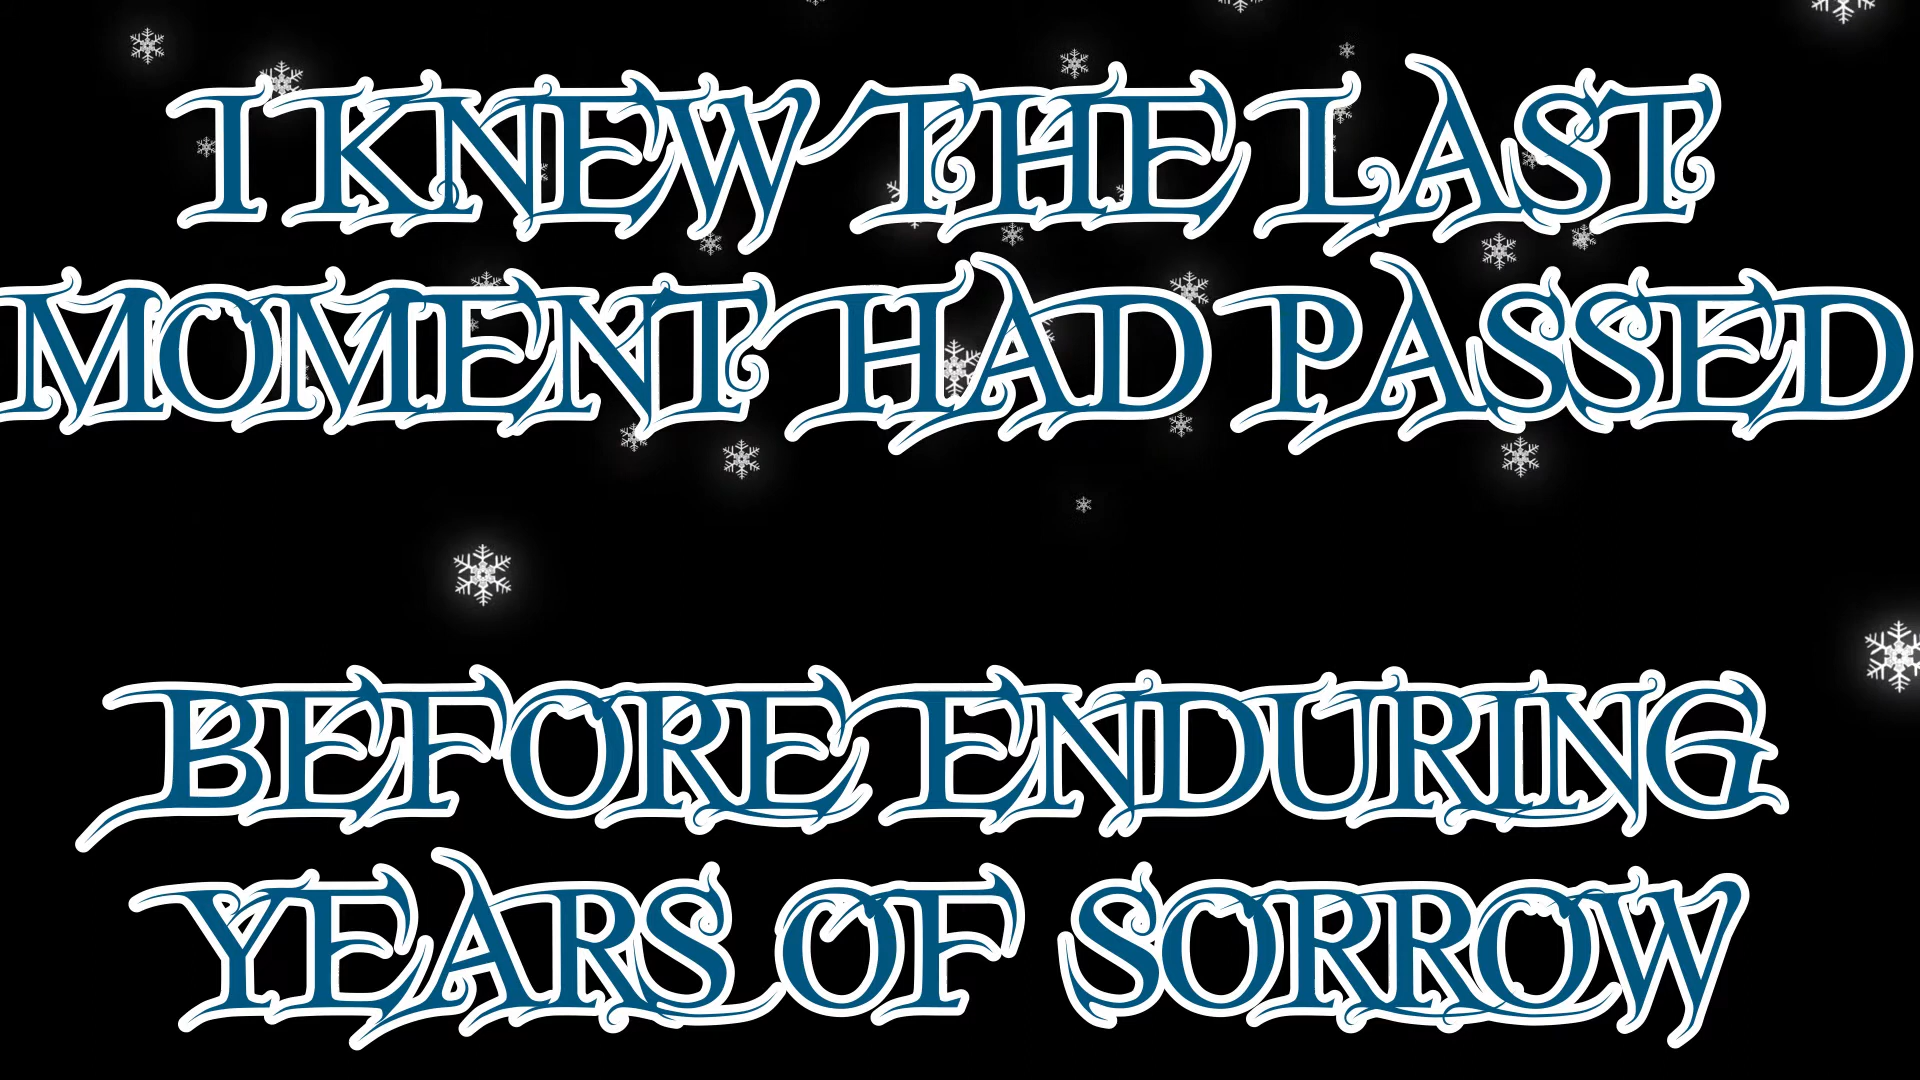 I KNEW THE LAST
MOMENT HAD PASSED
BEFORE ENDURING
YEARS OF SORROW